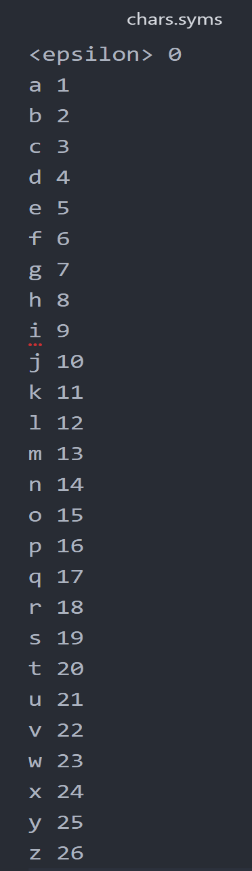 chars.syms
<epsilon> 0
a 1
b 2
c 3
d 4
e 5
f 6
g 7
h 8
i 9
j 10
k 11
l 12
m 13
n 14
o 15
p 16
q 17
r 18
s 19
t 20
u 21
v 22
w 23
x 24
y 25
z 26